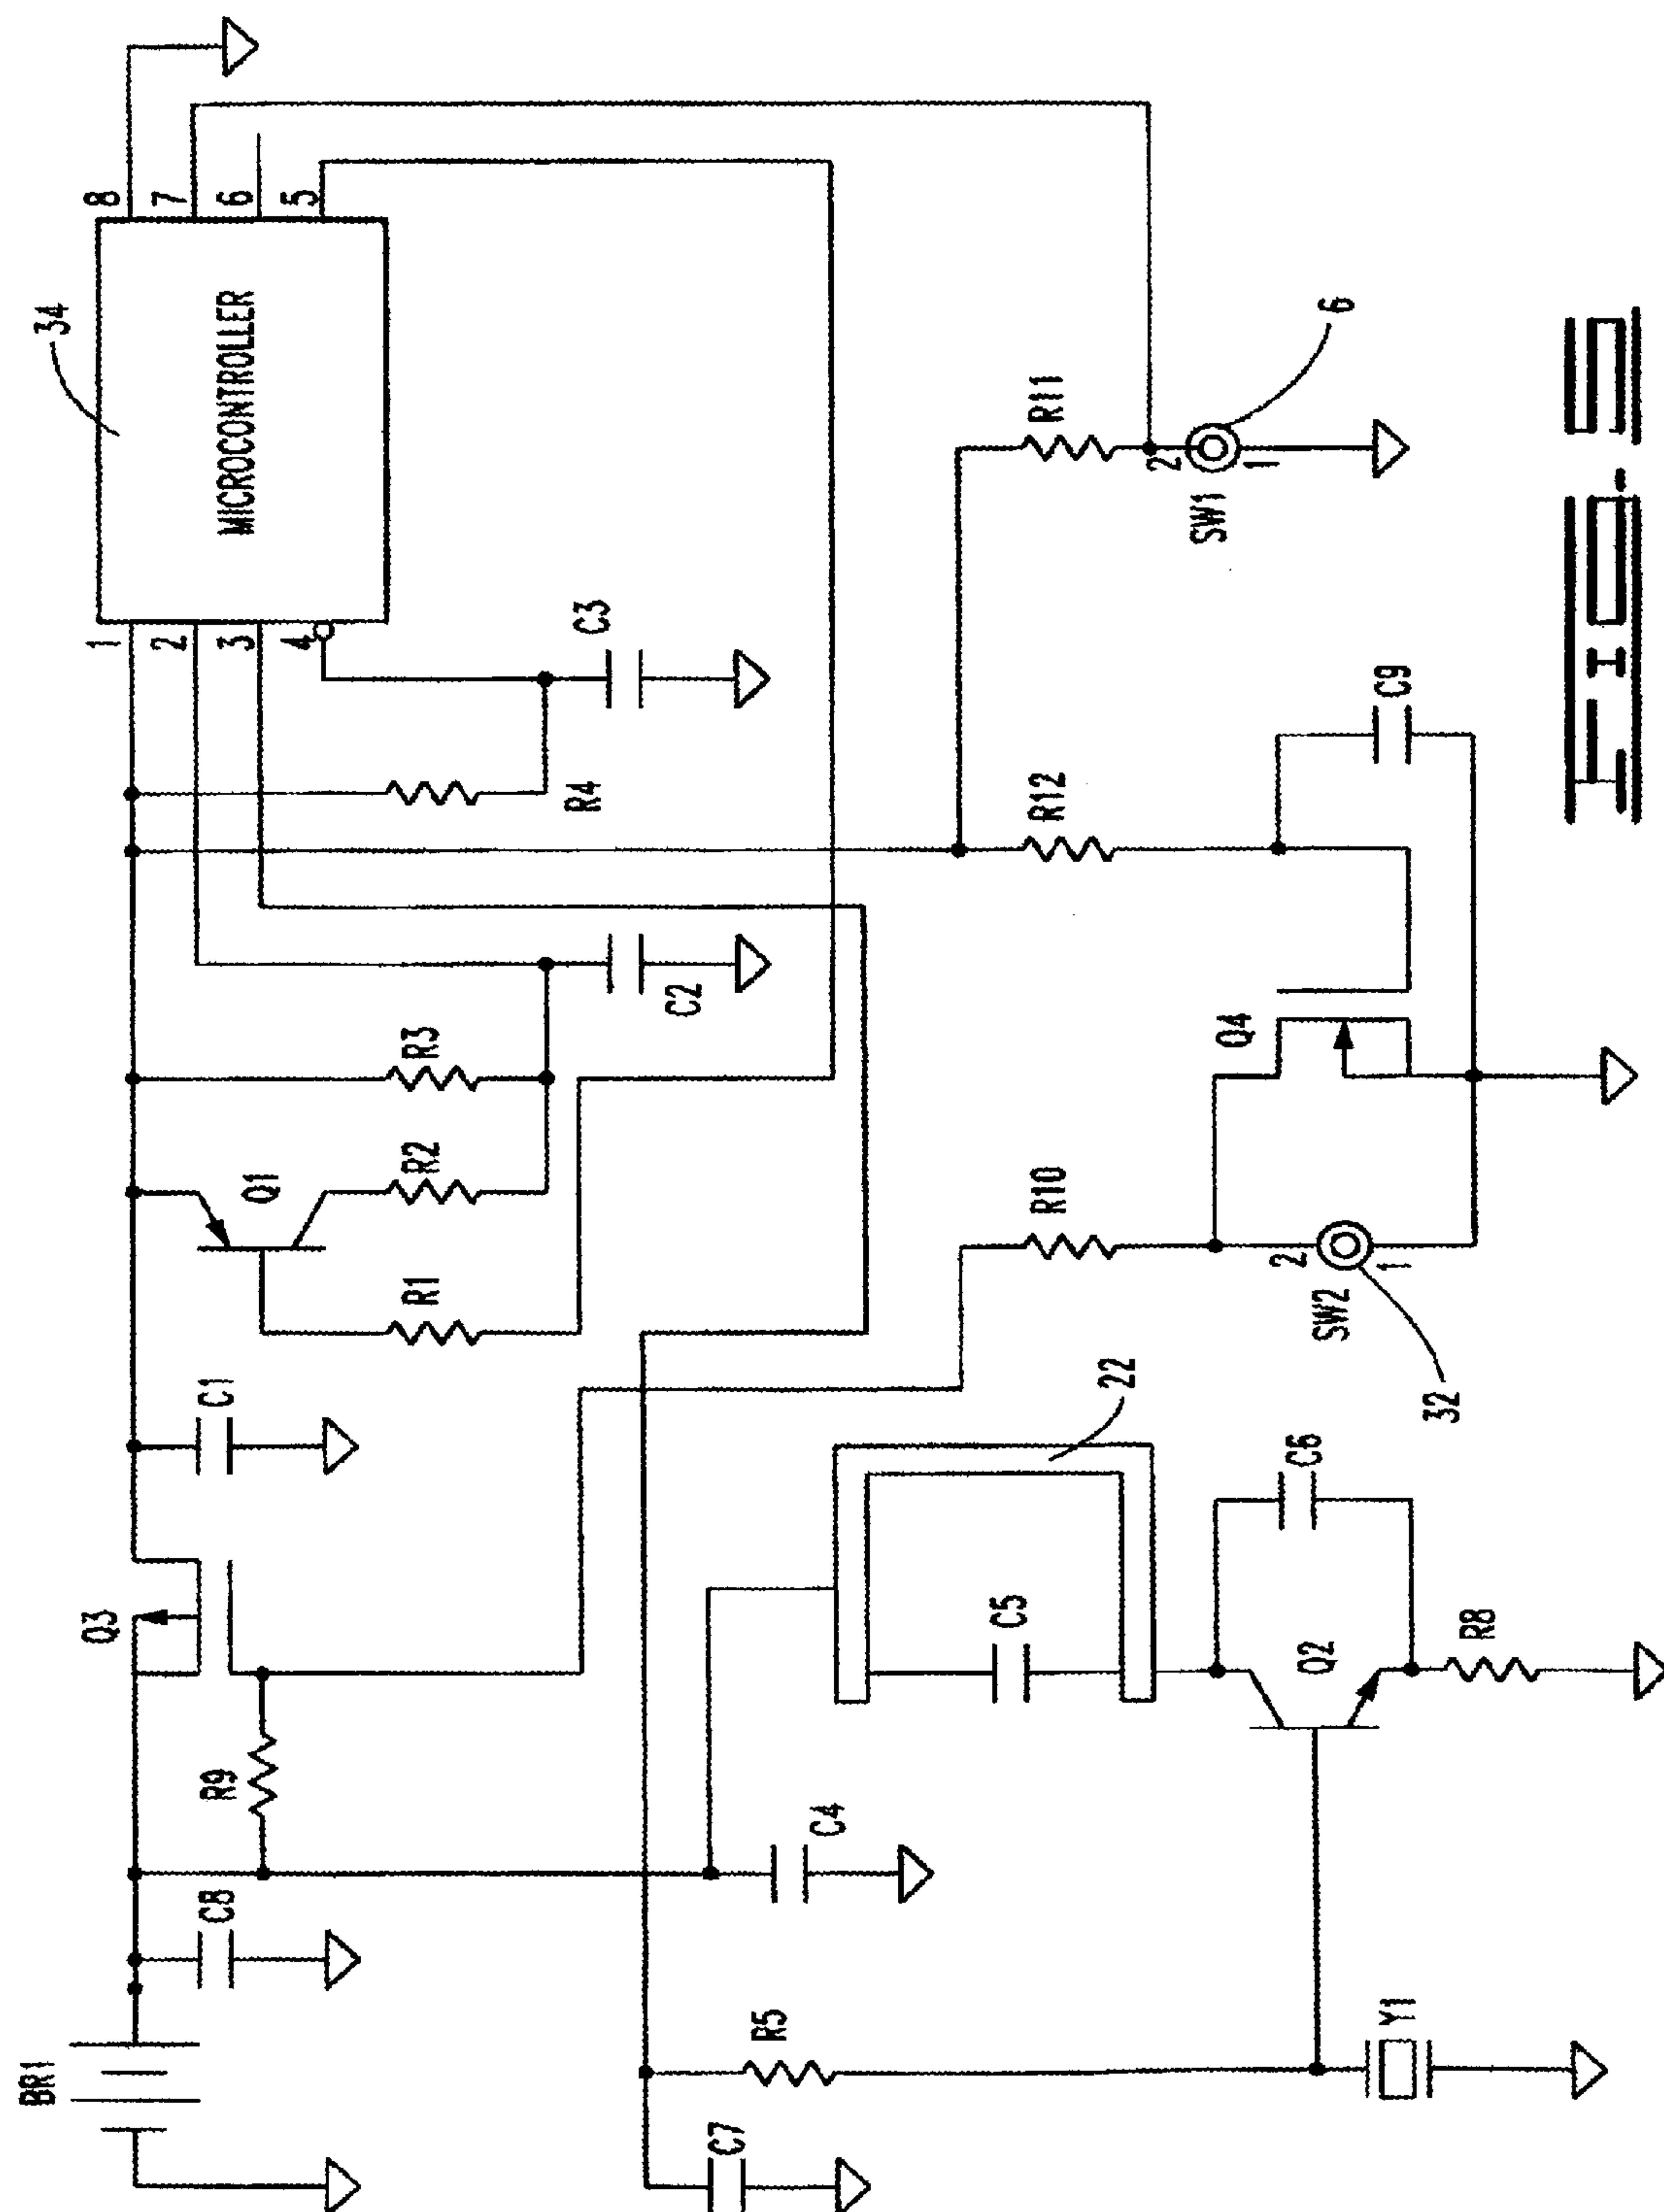 BR1
C8
R9
Q3
C1
R1
Q1
R2
R3
R4
1
2
3
4
MICROCONTROLLER
34
8
7
6
5
C2
C3
C7
R5
C4
C5
22
R10
R12
R11
Y1
Q2
C6
R8
SW2
2
1
32
Q4
C9
SW1
2
1
6
FIG. 5